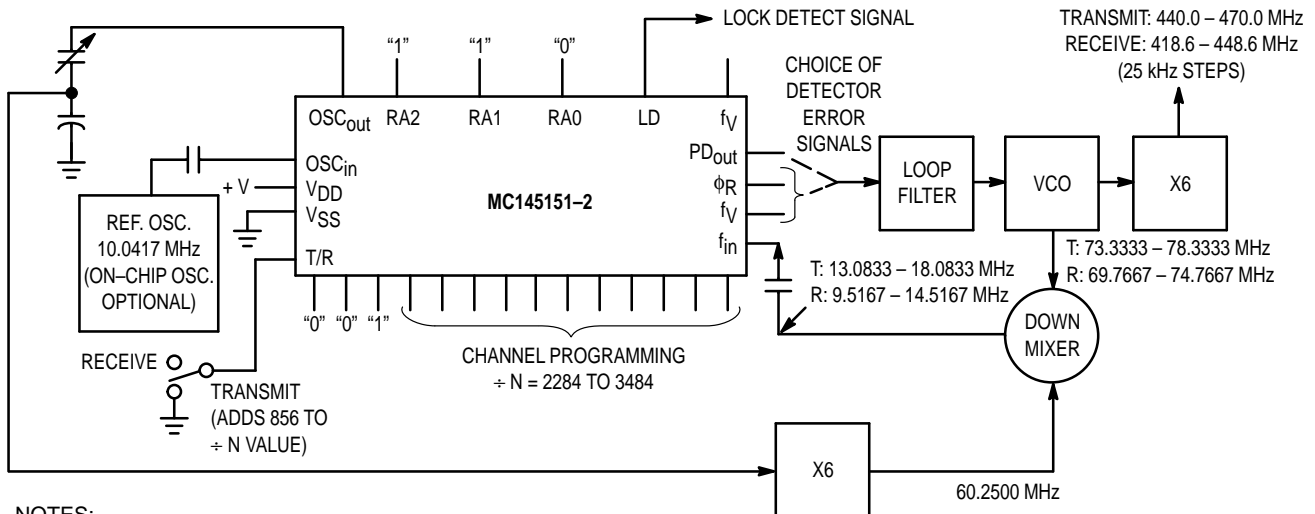 LOCK DETECT SIGNAL
TRANSMIT: 440.0 – 470.0 MHz
RECEIVE: 418.6 – 448.6 MHz
(25 kHz STEPS)
“1”
“1”
“0”
CHOICE OF
DETECTOR
ERROR
SIGNALS
OSCout
RA2
RA1
RA0
LD
fV
OSCin
+ V
VDD
VSS
T/R
MC145151–2
PDout
ϕR
fV
fin
LOOP
FILTER
VCO
X6
REF. OSC.
10.0417 MHz
(ON–CHIP OSC.
OPTIONAL)
T: 13.0833 – 18.0833 MHz
R: 9.5167 – 14.5167 MHz
T: 73.3333 – 78.3333 MHz
R: 69.7667 – 74.7667 MHz
“0” “0” “1”
DOWN
MIXER
CHANNEL PROGRAMMING
÷ N = 2284 TO 3484
RECEIVE
TRANSMIT
(ADDS 856 TO
÷ N VALUE)
X6
60.2500 MHz
NOTES: